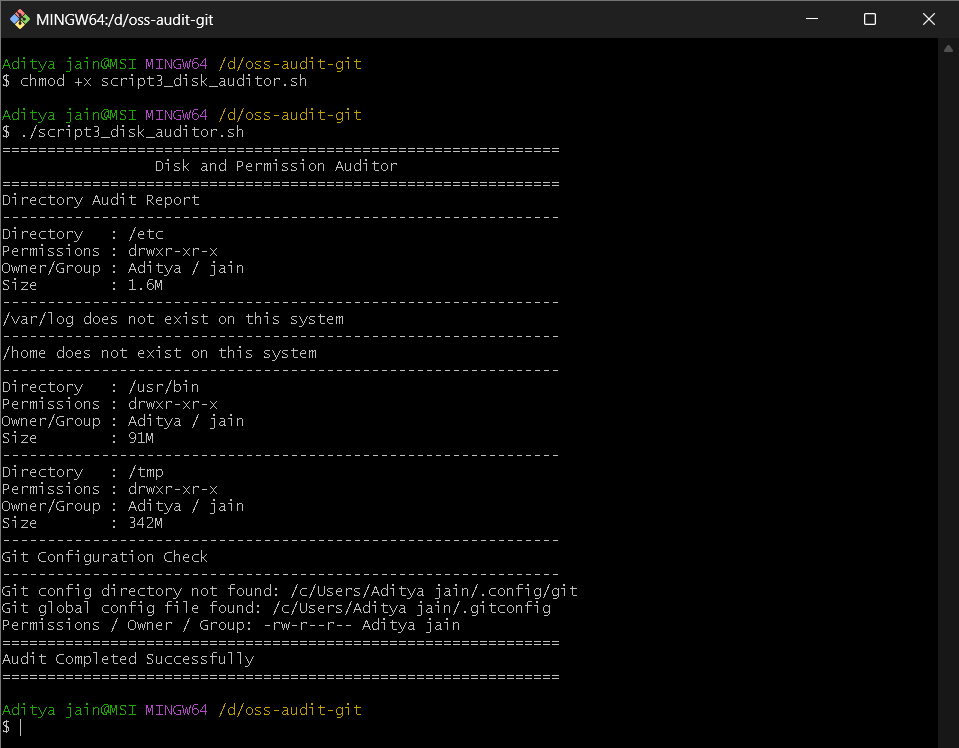 MINGW64:/d/oss-audit-git
Aditya jain@MSI MINGW64 /d/oss-audit-git
$ chmod +x script3_disk_auditor.sh
Aditya jain@MSI MINGW64 /d/oss-audit-git
$ ./script3_disk_auditor.sh
==============================================================
Disk and Permission Auditor
==============================================================
Directory Audit Report
--------------------------------------------------------------
Directory   : /etc
Permissions : drwxr-xr-x
Owner/Group : Aditya / jain
Size        : 1.6M
--------------------------------------------------------------
/var/log does not exist on this system
--------------------------------------------------------------
/home does not exist on this system
--------------------------------------------------------------
Directory   : /usr/bin
Permissions : drwxr-xr-x
Owner/Group : Aditya / jain
Size        : 91M
--------------------------------------------------------------
Directory   : /tmp
Permissions : drwxr-xr-x
Owner/Group : Aditya / jain
Size        : 342M
--------------------------------------------------------------
Git Configuration Check
--------------------------------------------------------------
Git config directory not found: /c/Users/Aditya jain/.config/git
Git global config file found: /c/Users/Aditya jain/.gitconfig
Permissions / Owner / Group: -rw-r--r-- Aditya jain
==============================================================
Audit Completed Successfully
==============================================================
Aditya jain@MSI MINGW64 /d/oss-audit-git
$